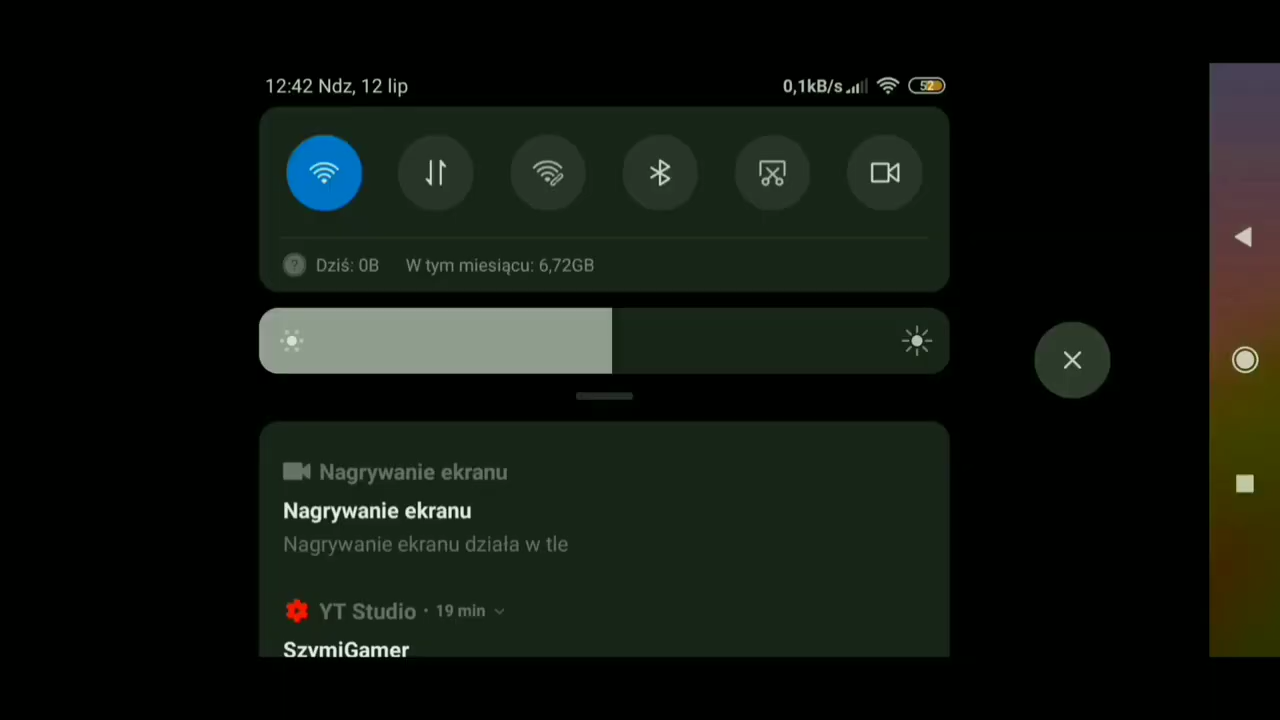 12:42 Ndz, 12 lip
0,1kB/s 52
Dziś: 0B W tym miesiącu: 6,72GB
Nagrywanie ekranu
Nagrywanie ekranu
Nagrywanie ekranu działa w tle
YT Studio · 19 min
SzymiGamer